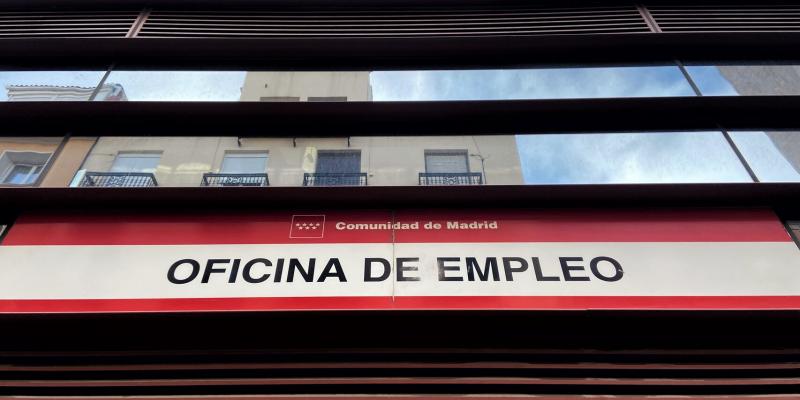 Comunidad de Madrid
OFICINA DE EMPLEO